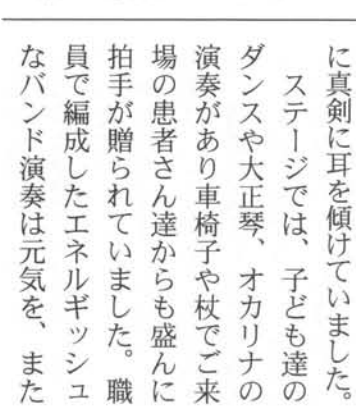 に真剣に耳を傾けていました。
ステージでは、子ども達の
ダンスや大正琴、オカリナの
演奏があり車椅子や杖でご来
場の患者さん達からも盛んに
拍手が贈られていました。職
員で編成したエネルギッシュ
なバンド演奏は元気を、また